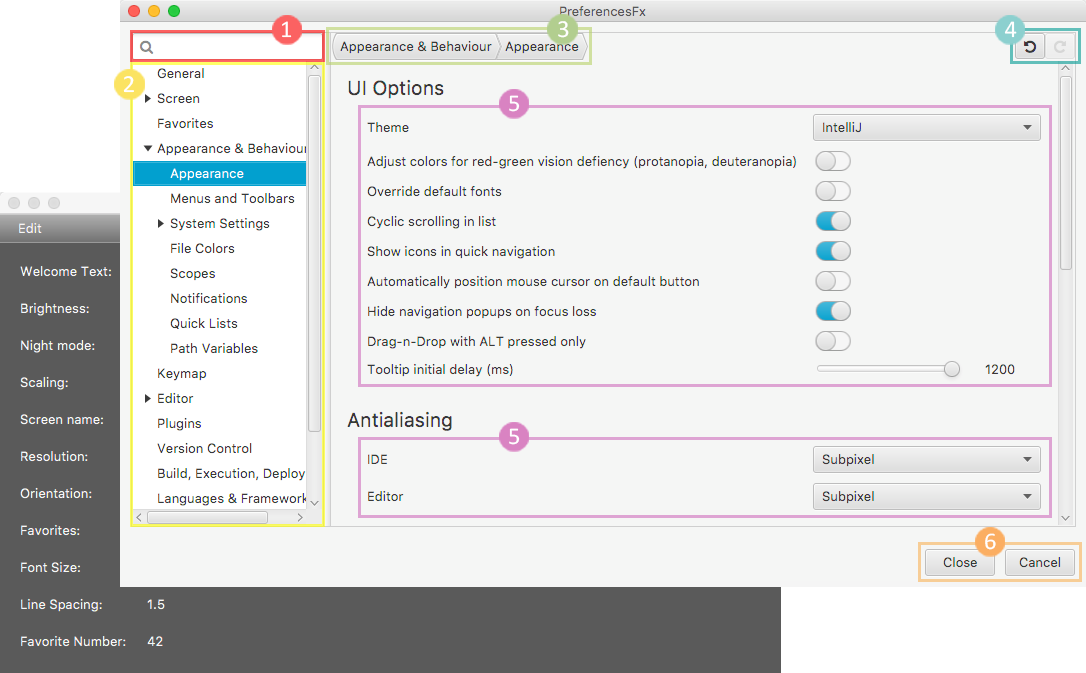 PreferencesFx
1
3
4
Appearance & Behaviour
Appearance
2
General
Screen
Favorites
Appearance & Behaviou
Appearance
Menus and Toolbars
System Settings
File Colors
Scopes
Notifications
Quick Lists
Path Variables
Keymap
Editor
Plugins
Version Control
Build, Execution, Deploy
Languages & Framework
UI Options
5
Theme IntelliJ
Adjust colors for red-green vision defiency (protanopia, deuteranopia)
Override default fonts
Cyclic scrolling in list
Show icons in quick navigation
Automatically position mouse cursor on default button
Hide navigation popups on focus loss
Drag-n-Drop with ALT pressed only
Tooltip initial delay (ms) 1200
Antialiasing
5
IDE Subpixel
Editor Subpixel
6
Close Cancel
Edit
Welcome Text:
Brightness:
Night mode:
Scaling:
Screen name:
Resolution:
Orientation:
Favorites:
Font Size:
Line Spacing: 1.5
Favorite Number: 42